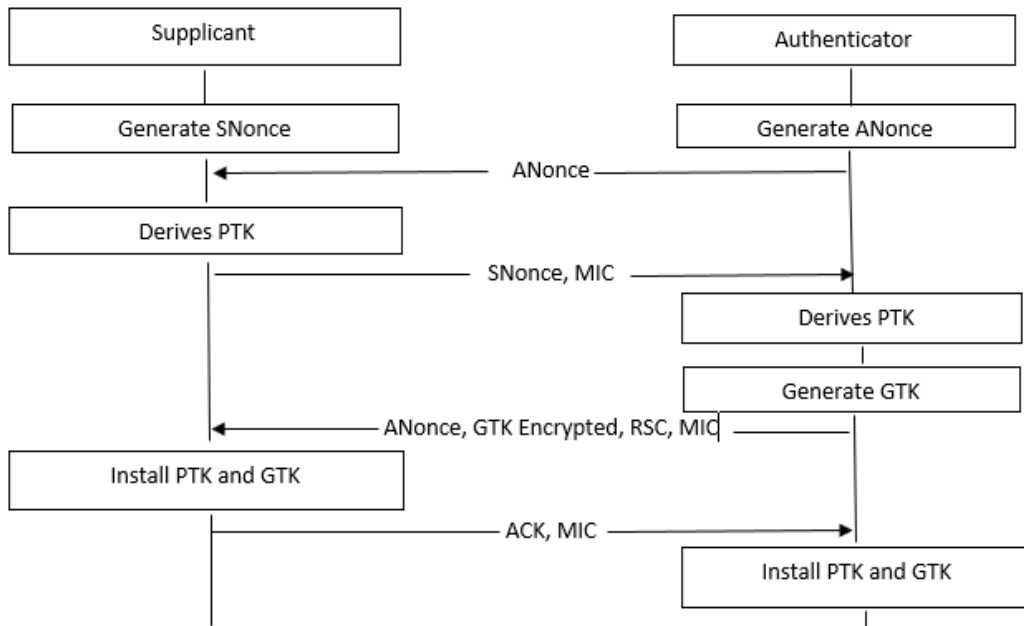 Supplicant
Authenticator
Generate SNonce
Generate ANonce
ANonce
Derives PTK
SNonce, MIC
Derives PTK
Generate GTK
ANonce, GTK Encrypted, RSC, MIC
Install PTK and GTK
ACK, MIC
Install PTK and GTK